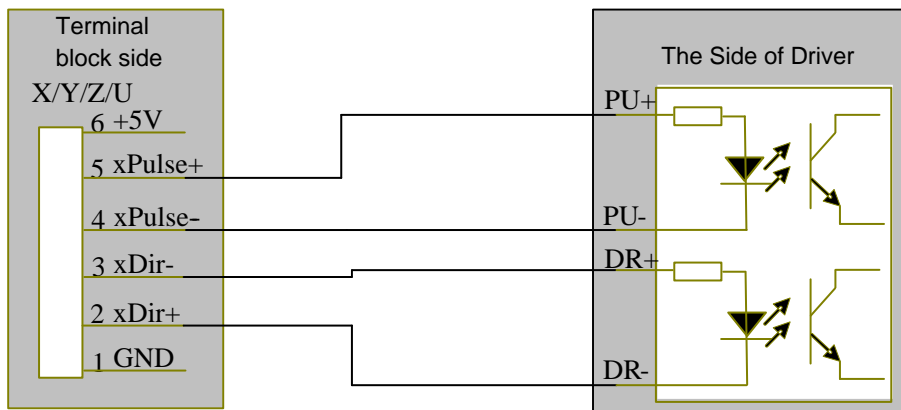 Terminal
block side
X/Y/Z/U
6 +5V
5 xPulse+
4 xPulse-
3 xDir-
2 xDir+
1 GND
The Side of Driver
PU+
PU-
DR+
DR-